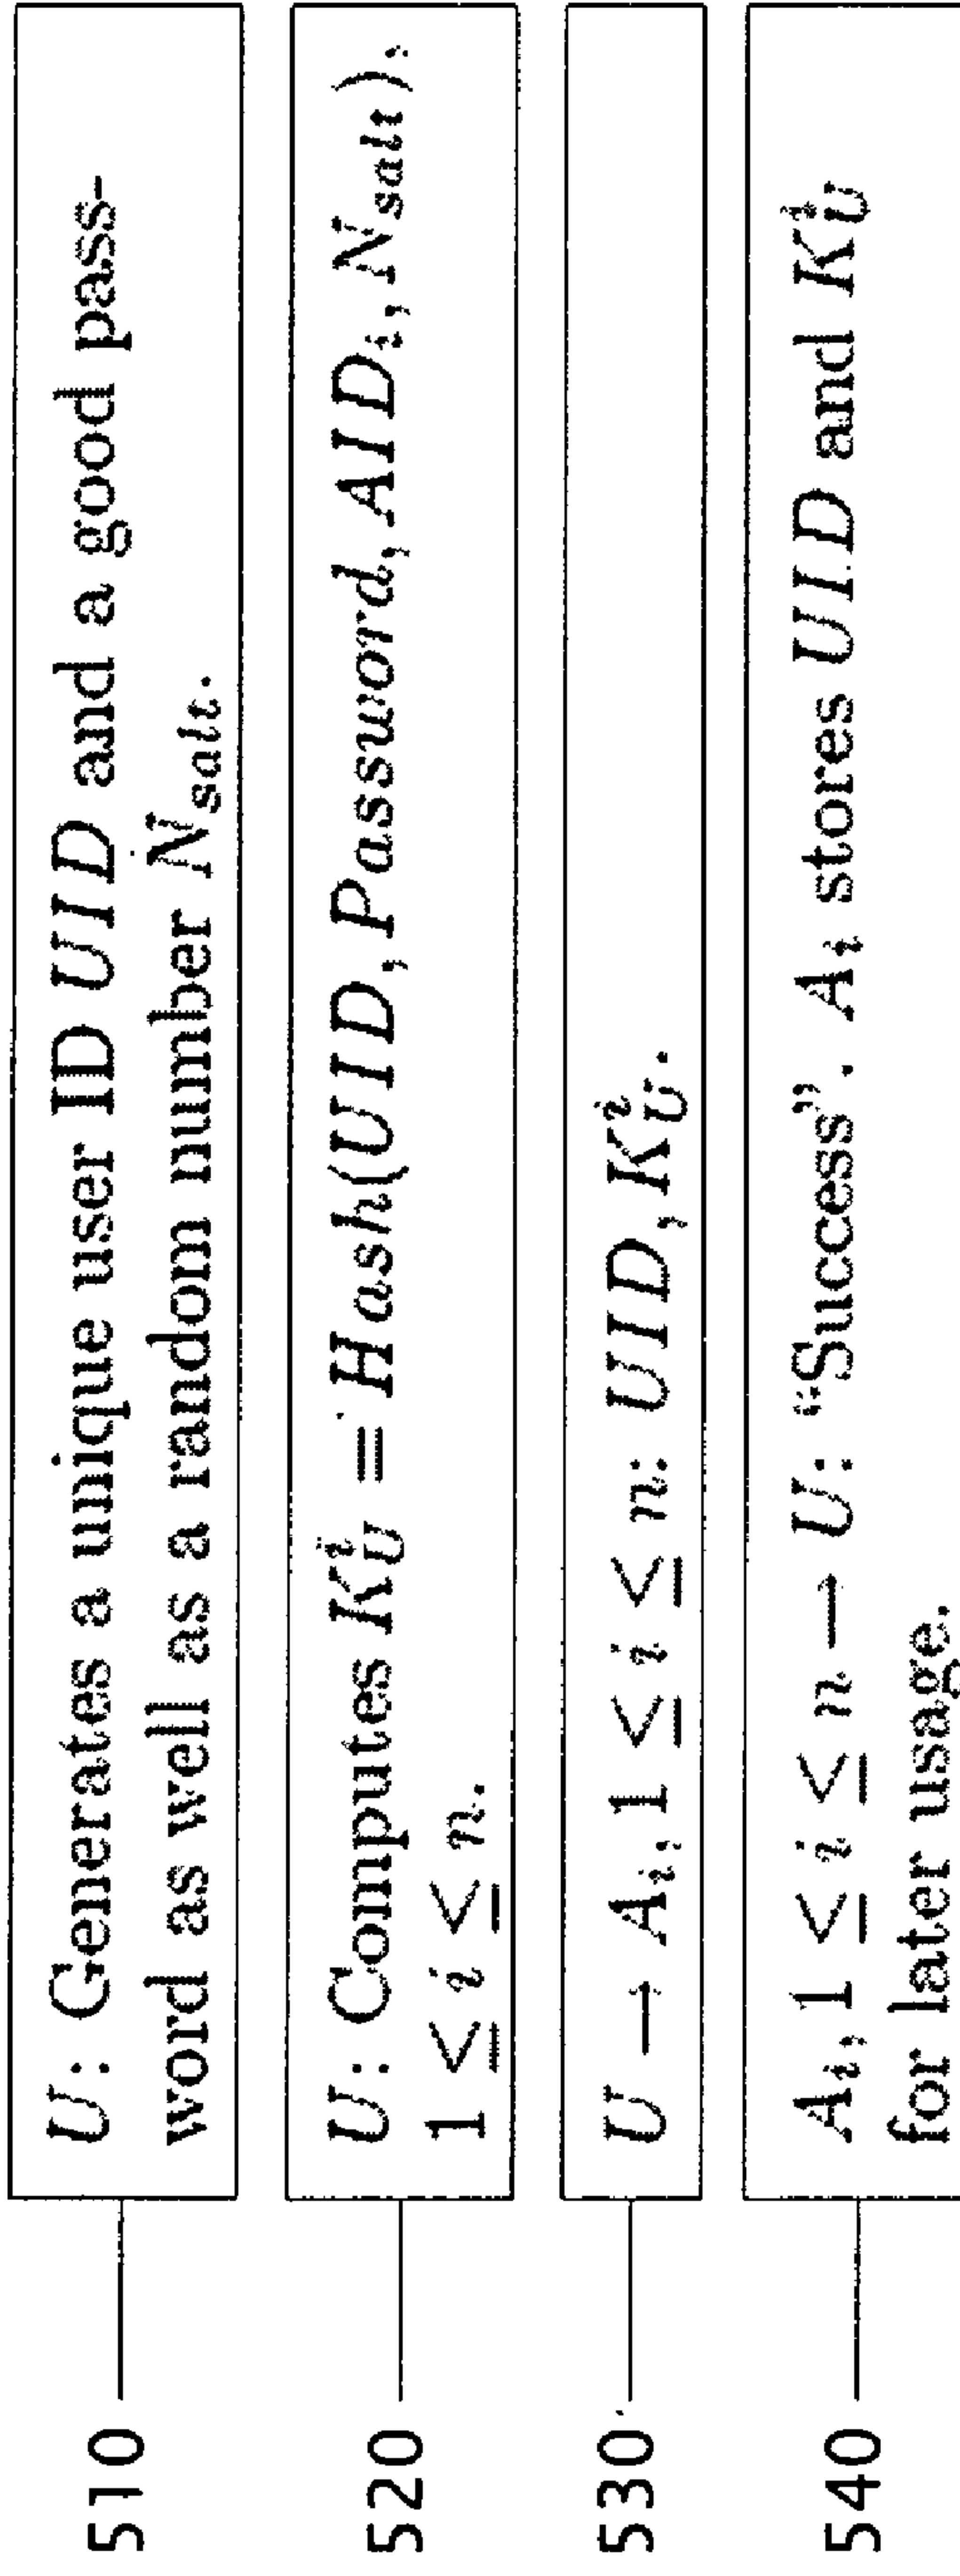 510
U: Generates a unique user ID UID and a good pass-
word as well as a random number N_salt.
520
U: Computes K_U^i = Hash(UID, Password, AID_i, N_salt),
1 ≤ i ≤ n.
530
U → A_i, 1 ≤ i ≤ n: UID, K_U^i.
540
A_i, 1 ≤ i ≤ n → U: “Success”. A_i stores UID and K_U^i
for later usage.